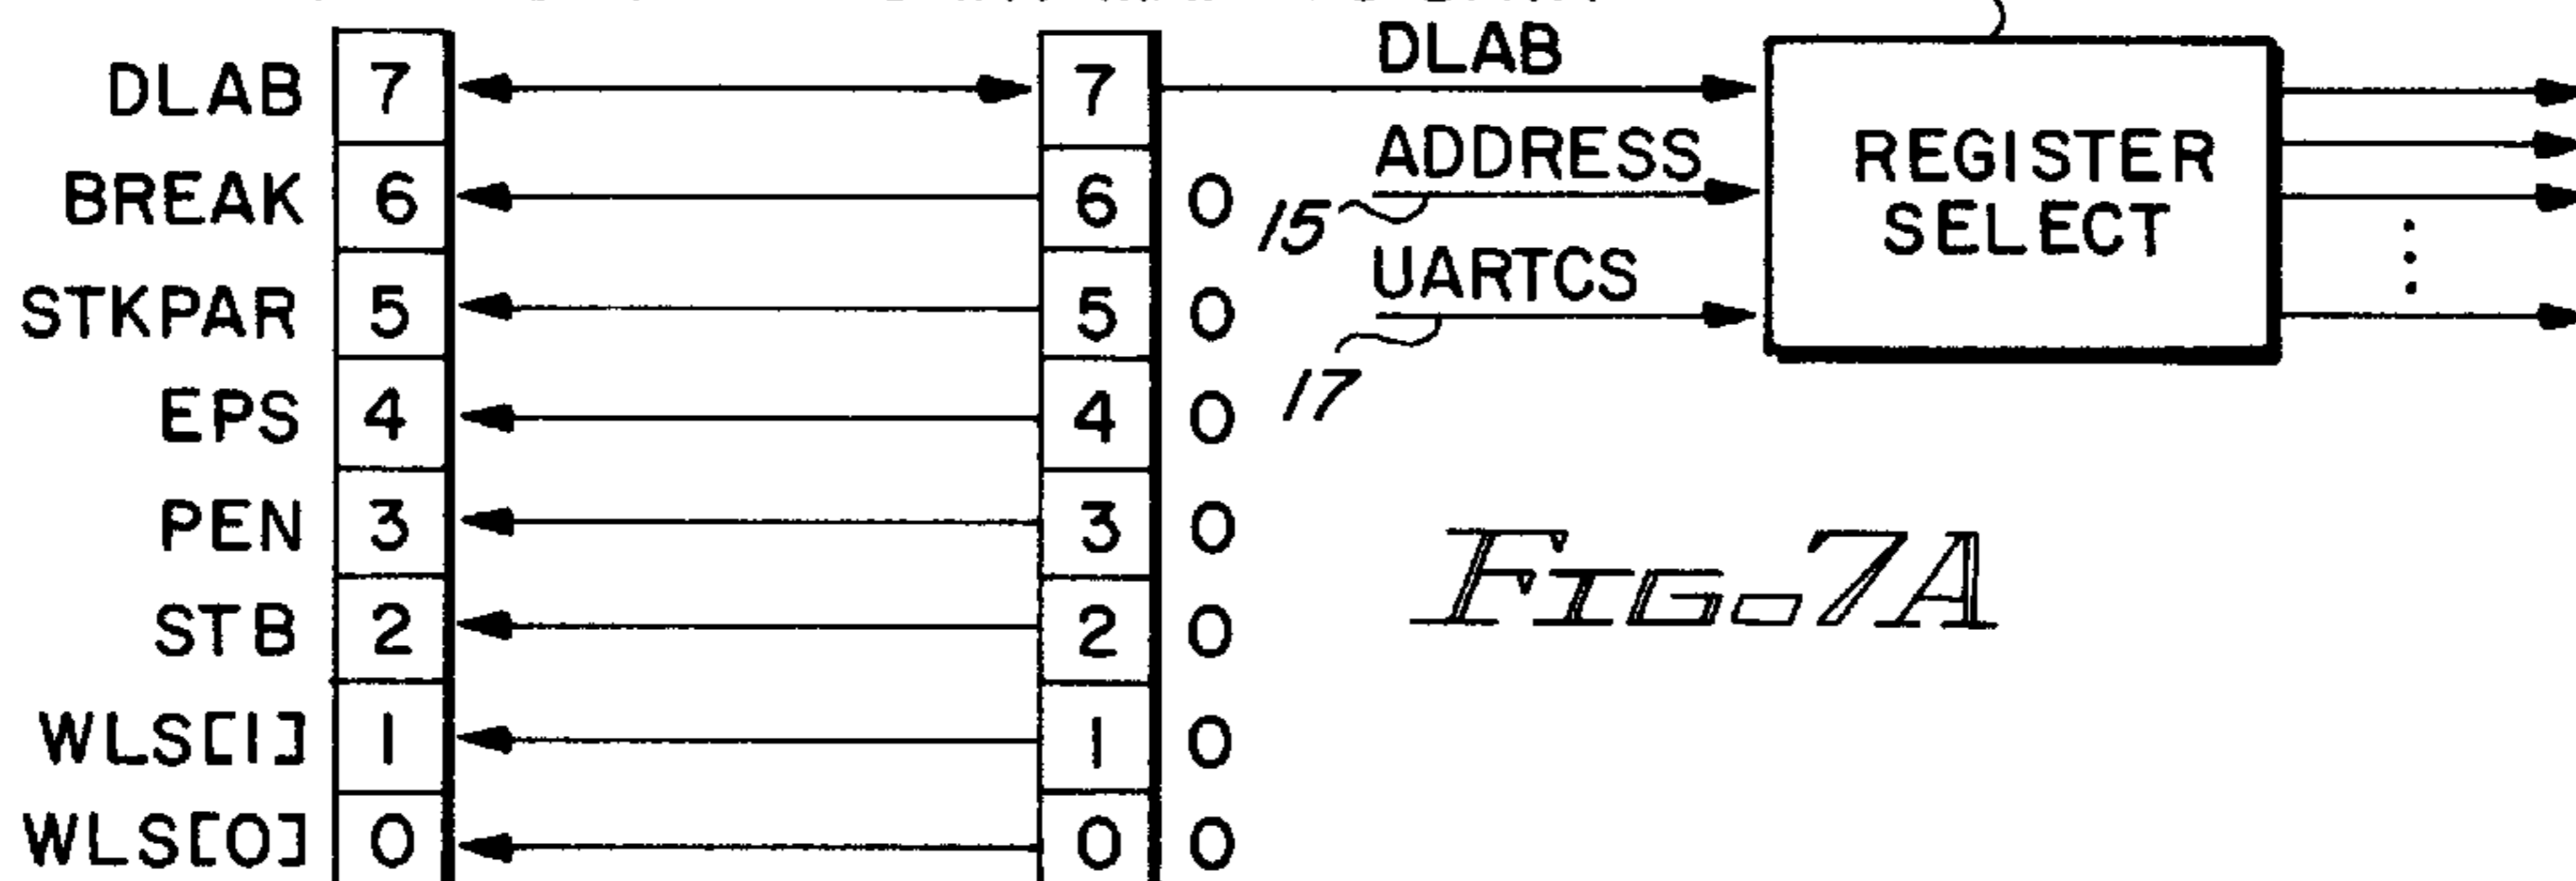 DLAB 7 7 DLAB
BREAK 6 6 0 15 ADDRESS
STKPAR 5 5 0 17 UARTCS
REGISTER
SELECT
EPS 4 4 0
PEN 3 3 0
STB 2 2 0
WLS[1] 1 1 0
WLS[0] 0 0 0
FIG. 7A